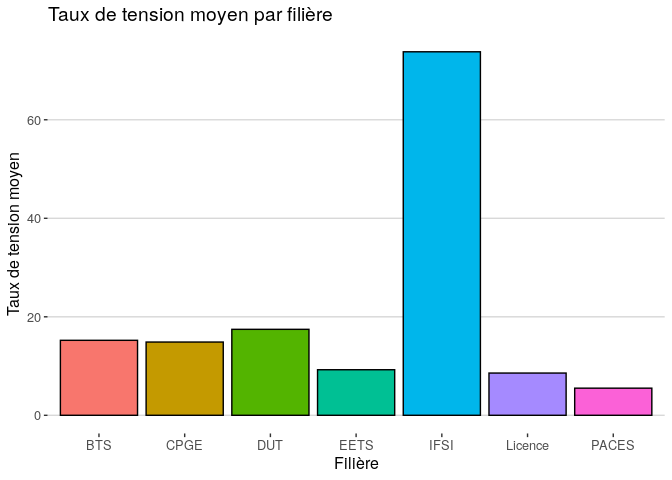 Taux de tension moyen par filière
Taux de tension moyen
60
40
20
0
BTS CPGE DUT EETS IFSI Licence PACES
Filière